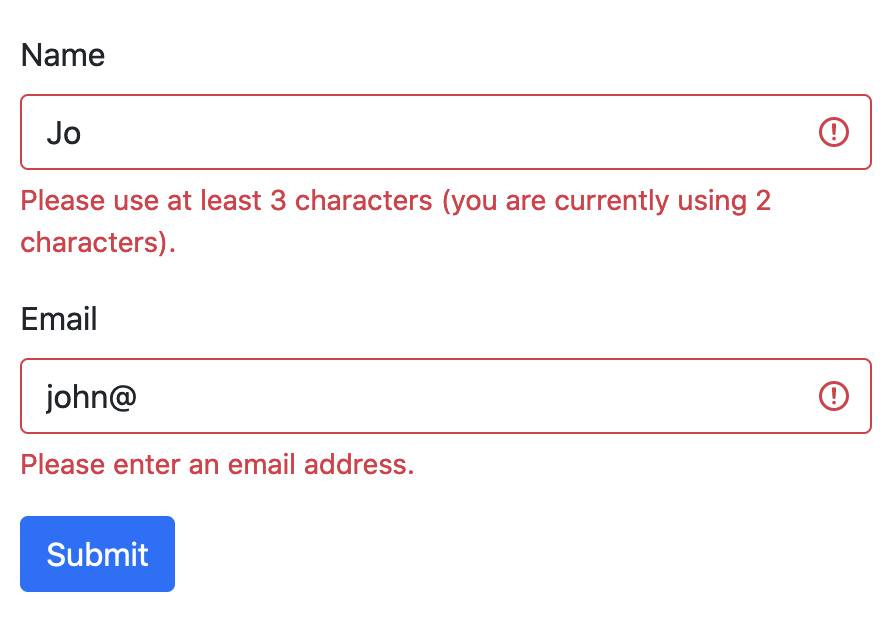 Name
Jo
Please use at least 3 characters (you are currently using 2
characters).
Email
john@
Please enter an email address.
Submit